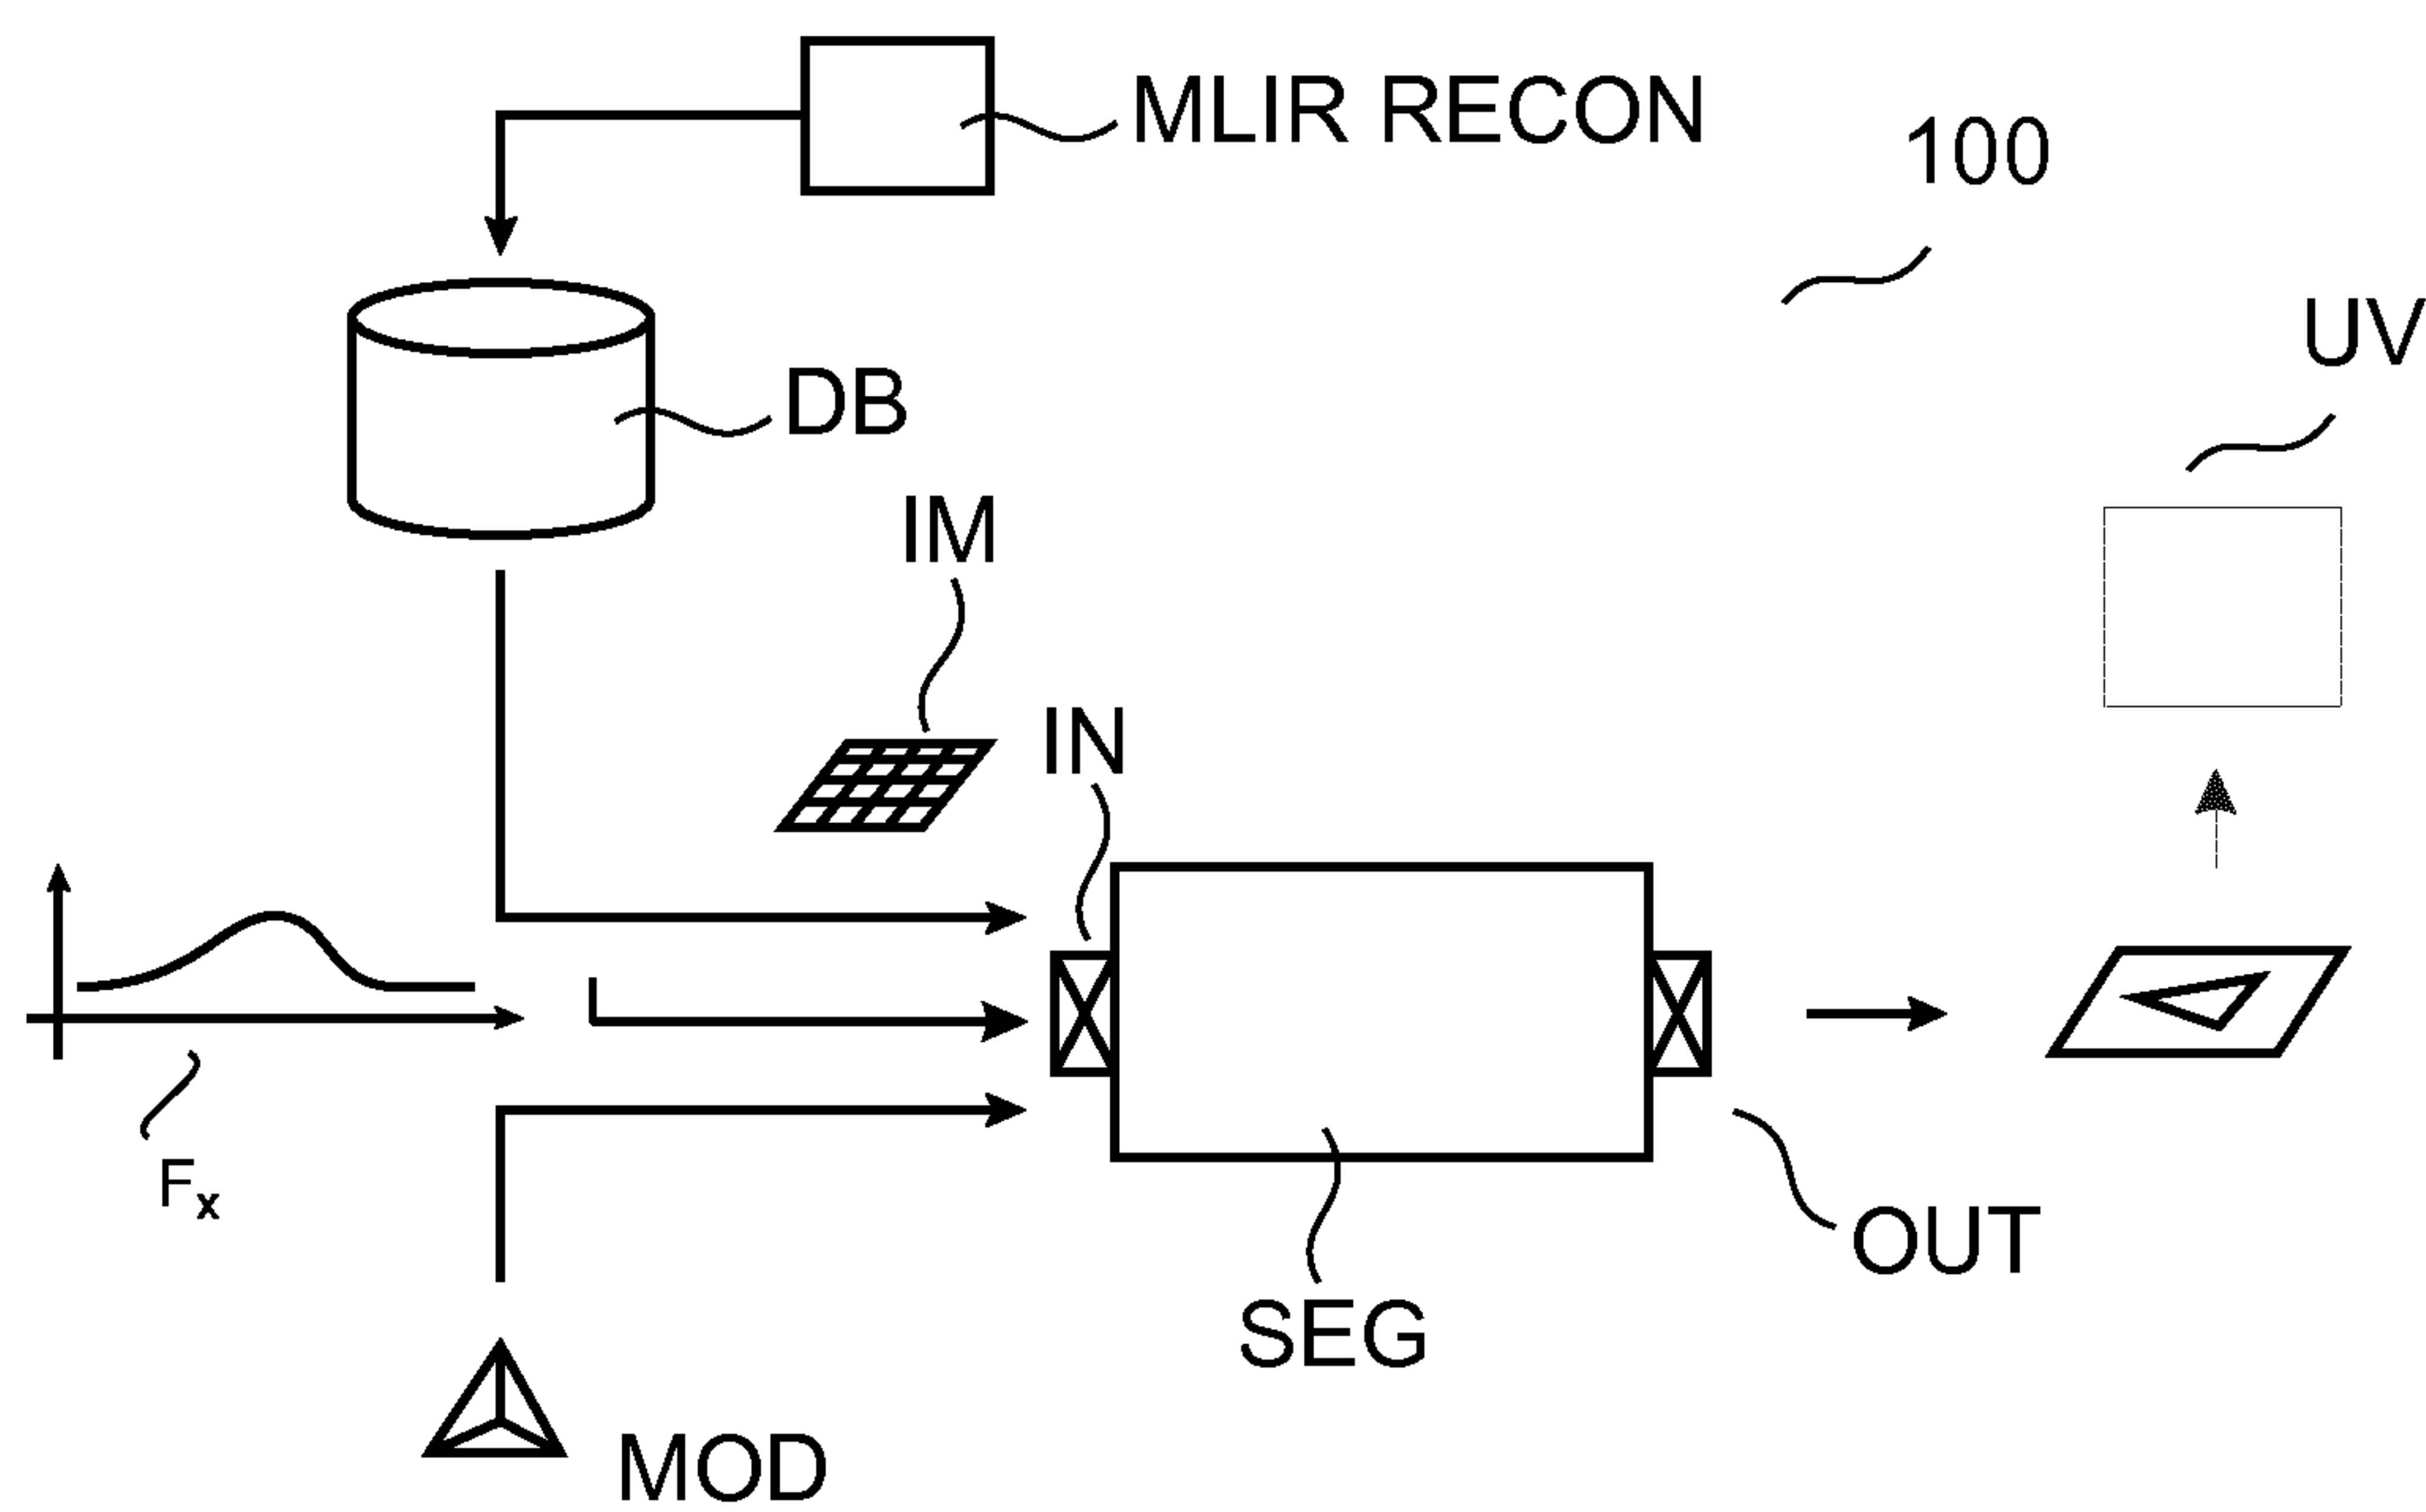 MLIR RECON
100
UV
DB
IM
IN
Fx
OUT
SEG
MOD